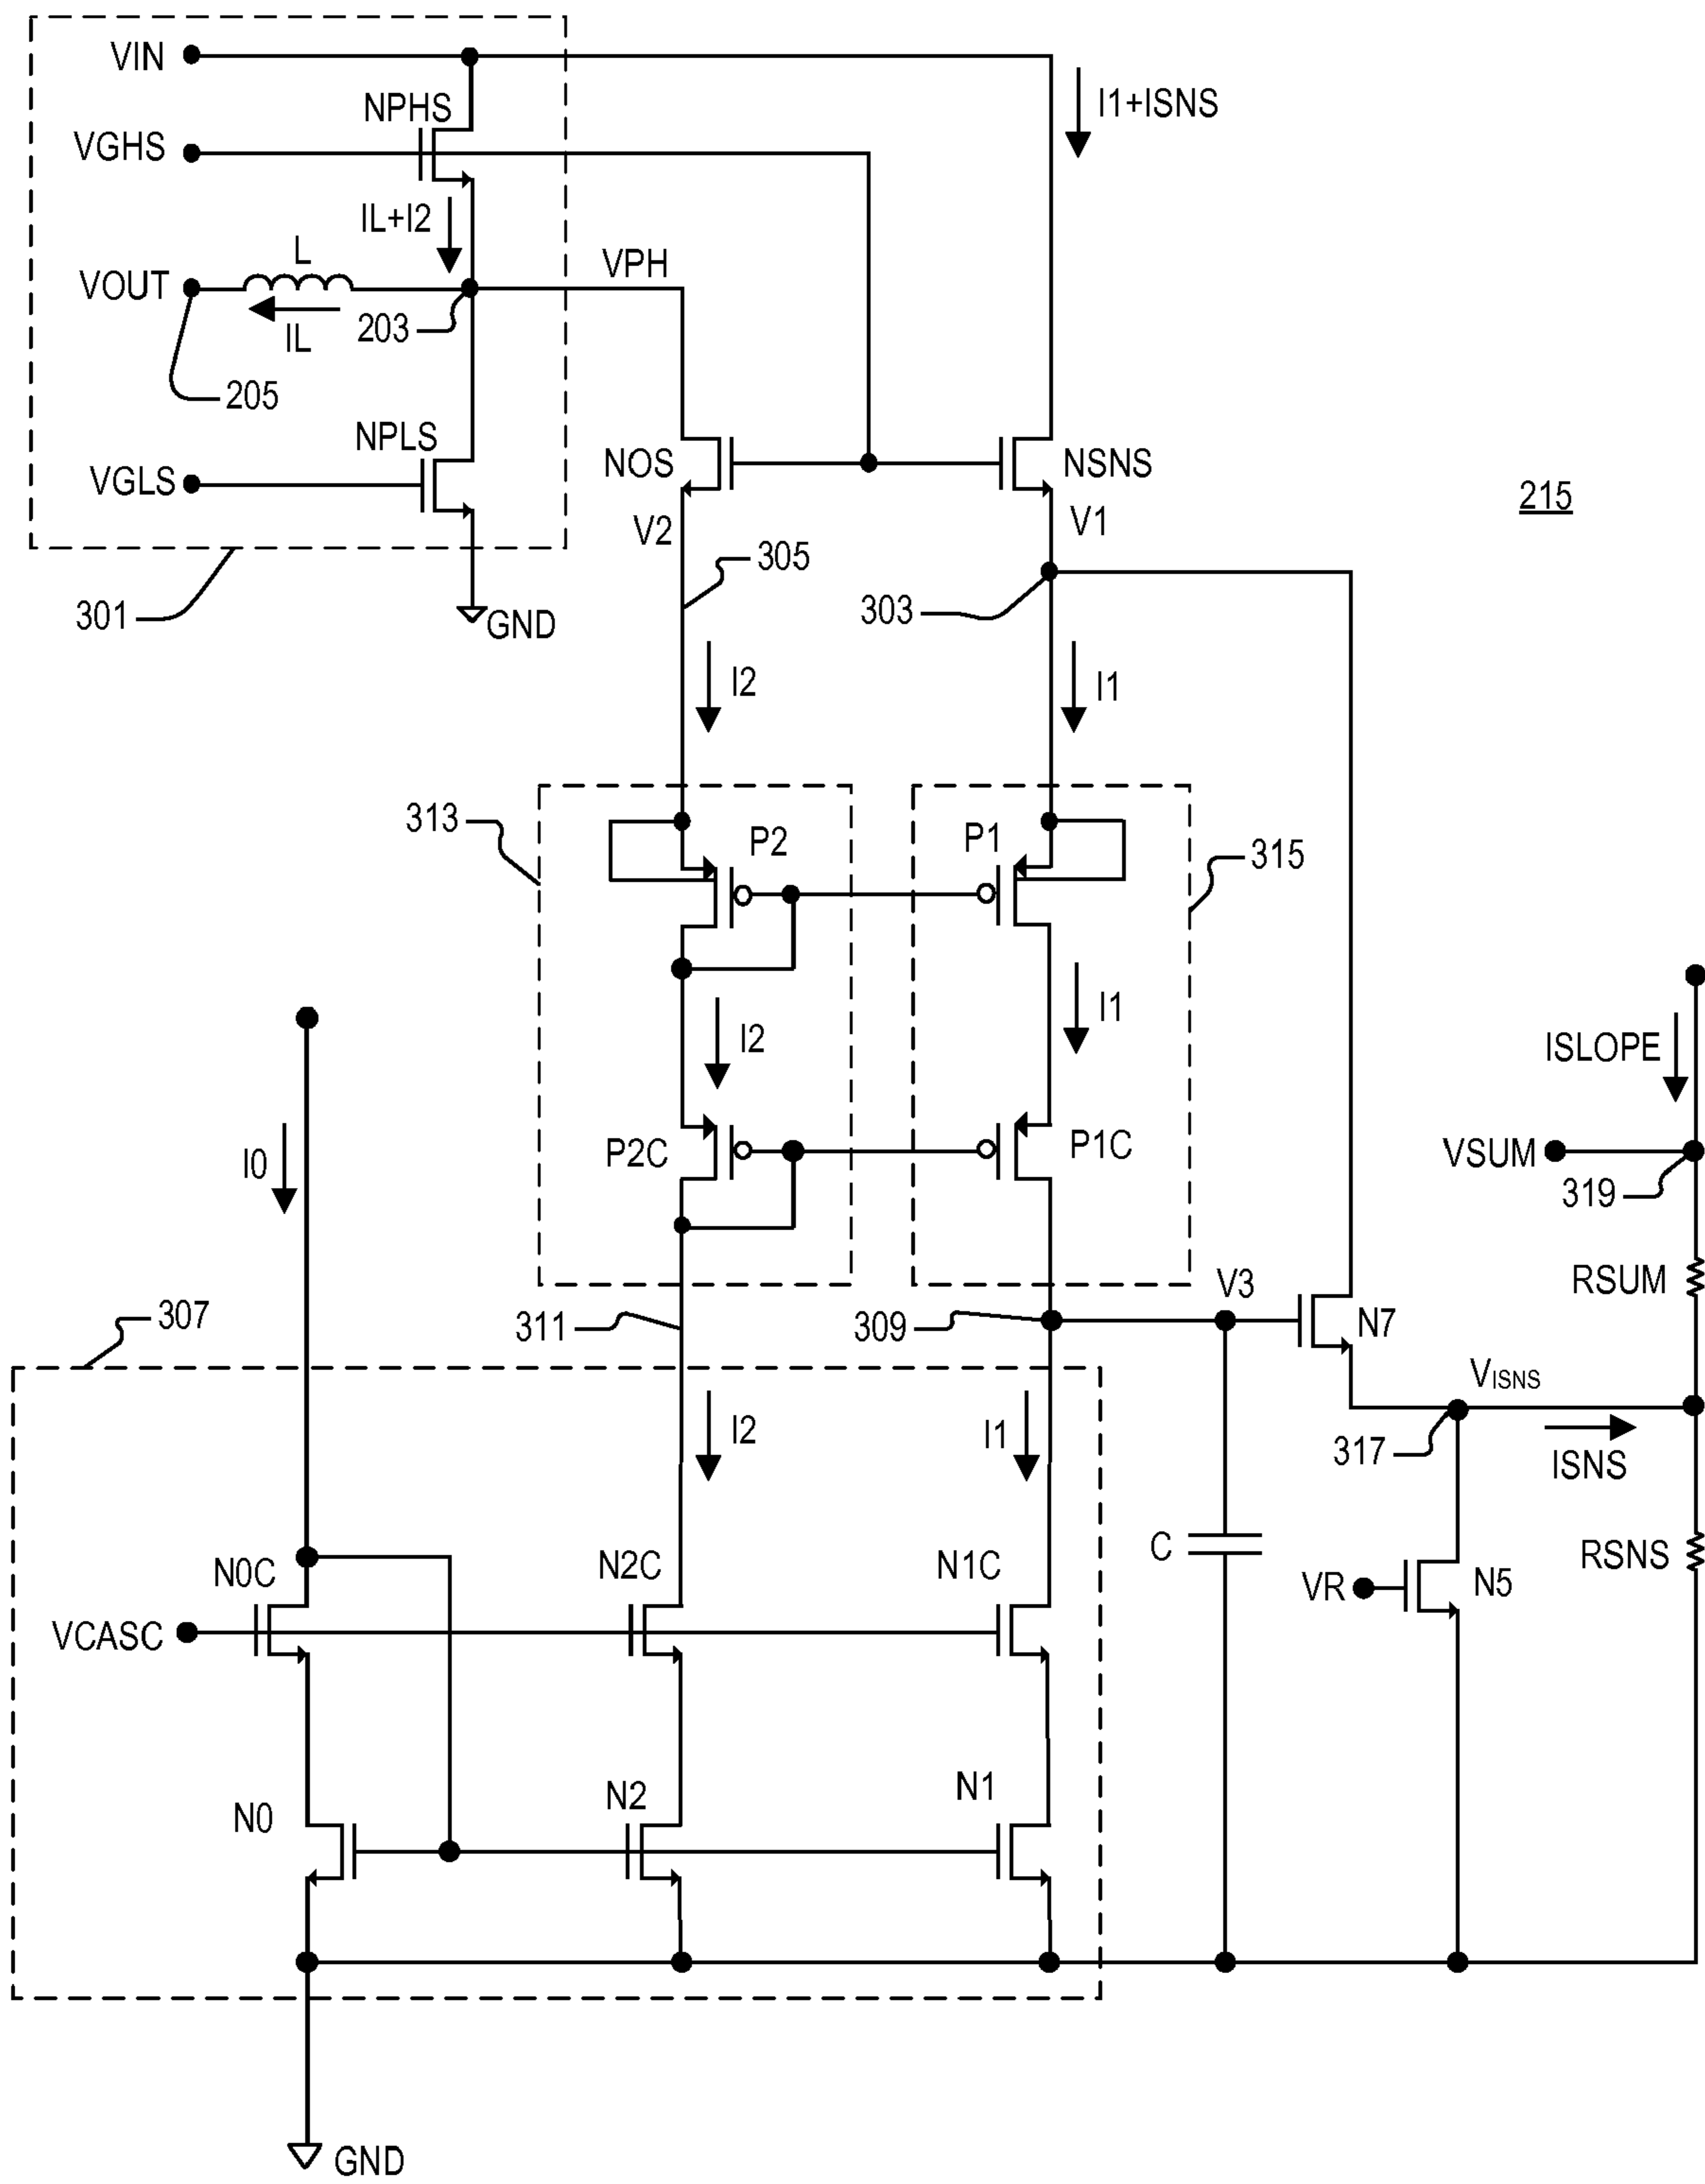 VIN
I1+ISNS
NPHS
VGHS
IL+I2
L
VPH
VOUT
IL
203
205
NPLS
NOS
NSNS
VGLS
215
V2
V1
305
301
GND
303
I2
I1
313
P2
P1
315
I1
I2
ISLOPE
I0
P2C
P1C
VSUM
319
RSUM
V3
307
311
309
N7
VISNS
I2
I1
317
ISNS
N0C
N2C
N1C
C
RSNS
VR
N5
VCASC
N0
N2
N1
GND